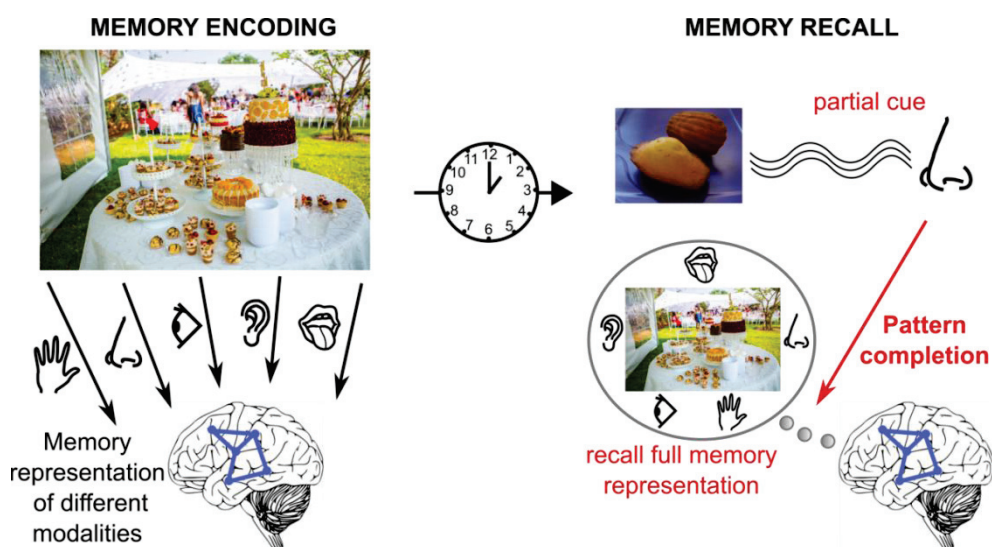 MEMORY ENCODING
MEMORY RECALL
partial cue
12
1
2
3
4
5
6
7
8
9
10
11
Pattern
completion
Memory
representation
of different
modalities
recall full memory
representation